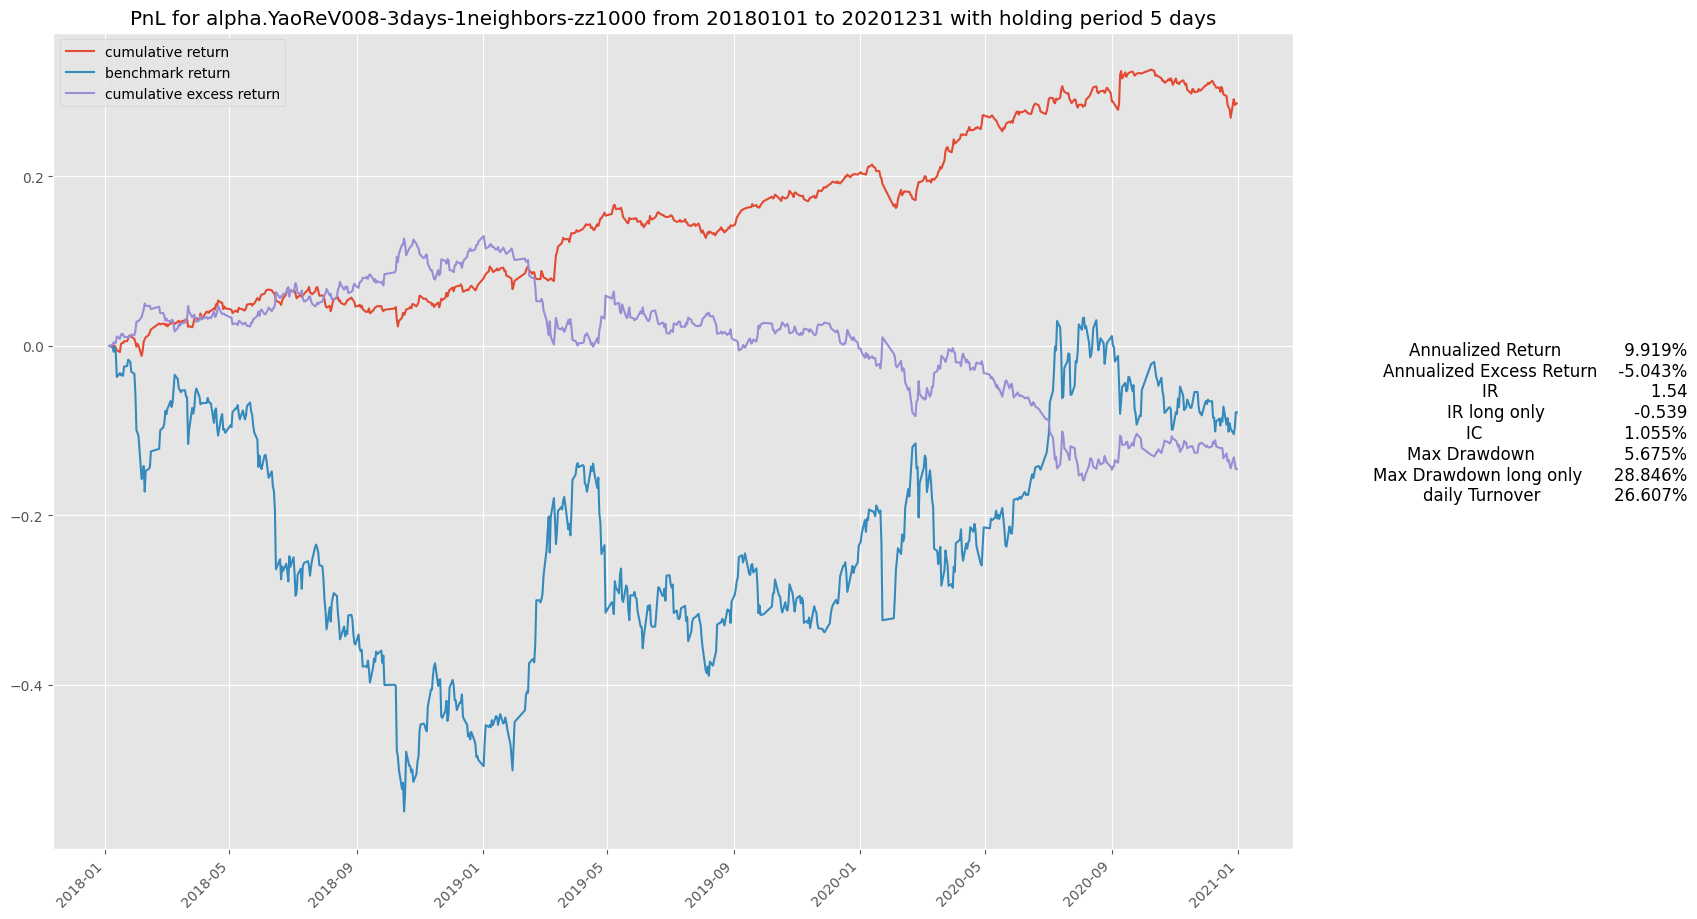 PnL for alpha.YaoReV008-3days-1neighbors-zz1000 from 20180101 to 20201231 with holding period 5 days
cumulative return
benchmark return
cumulative excess return
0.2
0.0
−0.2
−0.4
2018-01
2018-05
2018-09
2019-01
2019-05
2019-09
2020-01
2020-05
2020-09
2021-01
Annualized Return 9.919%
Annualized Excess Return -5.043%
IR 1.54
IR long only -0.539
IC 1.055%
Max Drawdown 5.675%
Max Drawdown long only 28.846%
daily Turnover 26.607%